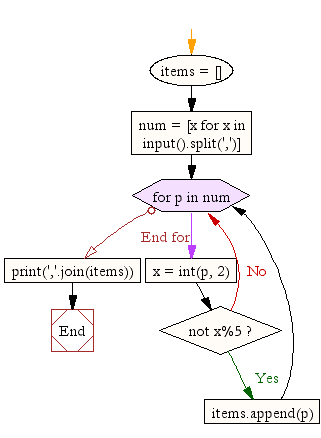 items = []
num = [x for x in
input().split(',')]
for p in num
End for
print(','.join(items))
x = int(p, 2)
No
End
not x%5 ?
Yes
items.append(p)